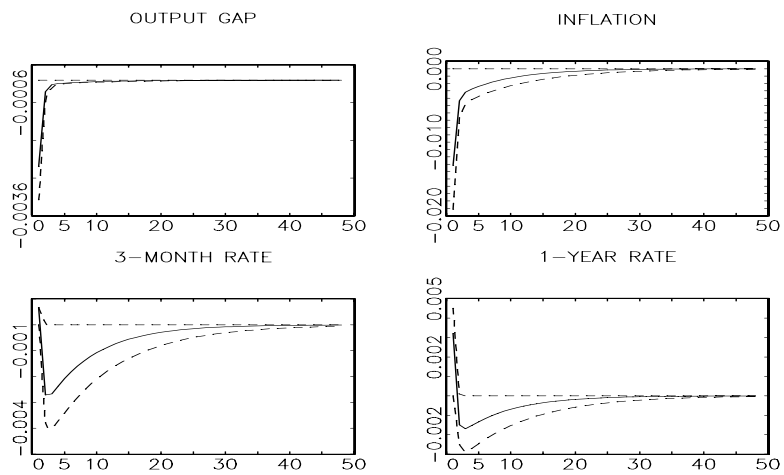 OUTPUT GAP
-0.0006
-0.0036
0 5 10 20 30 40 50
INFLATION
0.000
-0.010
-0.020
0 5 10 20 30 40 50
3-MONTH RATE
-0.001
-0.004
0 5 10 20 30 40 50
1-YEAR RATE
0.005
0.002
-0.002
0 5 10 20 30 40 50